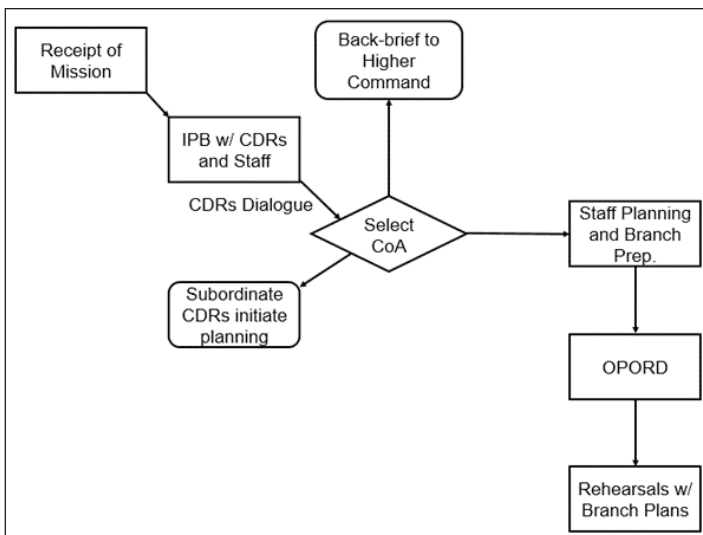 Receipt of
Mission
Back-brief to
Higher
Command
IPB w/ CDRs
and Staff
CDRs Dialogue
Select
CoA
Staff Planning
and Branch
Prep.
Subordinate
CDRs initiate
planning
OPORD
Rehearsals w/
Branch Plans